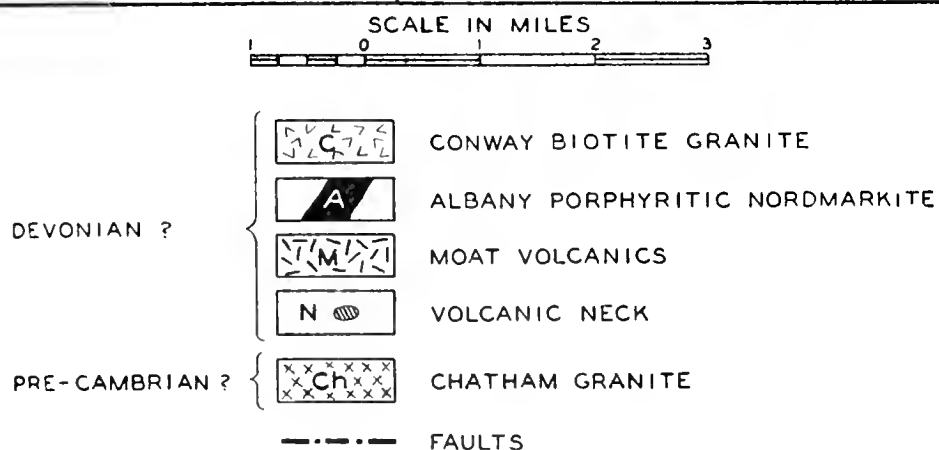 SCALE IN MILES
1 0 1 2 3
C CONWAY BIOTITE GRANITE
A ALBANY PORPHYRITIC NORDMARKITE
DEVONIAN ?
M MOAT VOLCANICS
N VOLCANIC NECK
PRE-CAMBRIAN ? Ch CHATHAM GRANITE
FAULTS